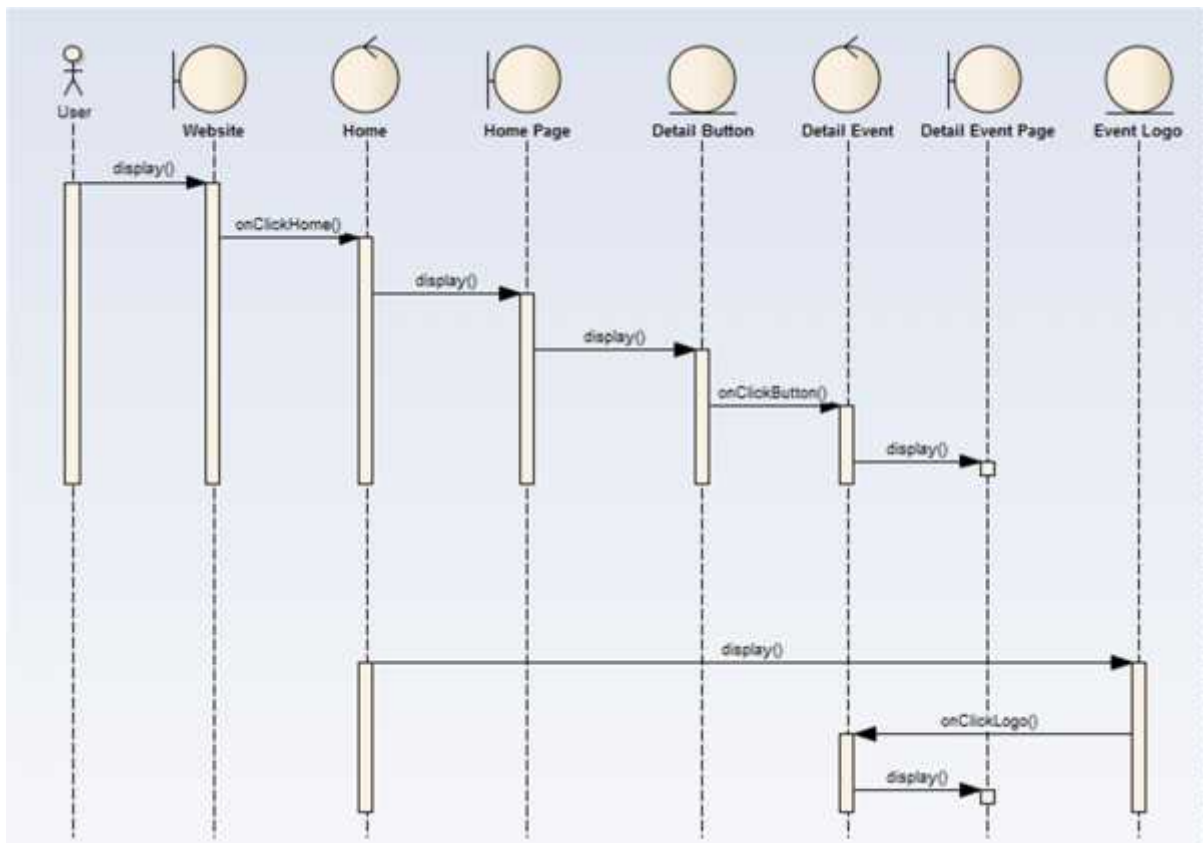 User
Website
Home
Home Page
Detail Button
Detail Event
Detail Event Page
Event Logo
display()
onClickHome()
display()
display()
onClickButton()
display()
display()
onClickLogo()
display()